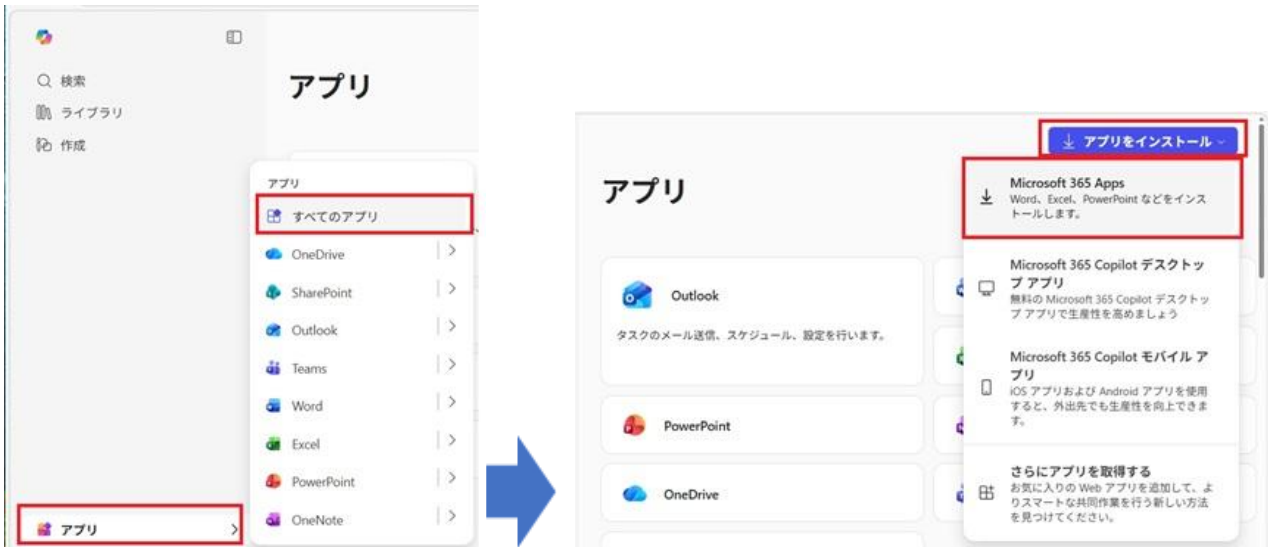 検索
ライブラリ
作成
アプリ
アプリ
すべてのアプリ
OneDrive
SharePoint
Outlook
Teams
Word
Excel
PowerPoint
OneNote
アプリ
アプリをインストール
アプリ
Microsoft 365 Apps
Word、Excel、PowerPoint などをインス
トールします。
Microsoft 365 Copilot デスクトッ
プ アプリ
無料の Microsoft 365 Copilot デスクトッ
プ アプリで生産性を高めましょう
Microsoft 365 Copilot モバイル ア
プリ
iOS アプリおよび Android アプリを使用
すると、外出先でも生産性を向上できま
す。
さらにアプリを取得する
お気に入りの Web アプリを追加して、よ
りスマートな共同作業を行う新しい方法
を見つけてください。
Outlook
タスクのメール送信、スケジュール、設定を行います。
PowerPoint
OneDrive